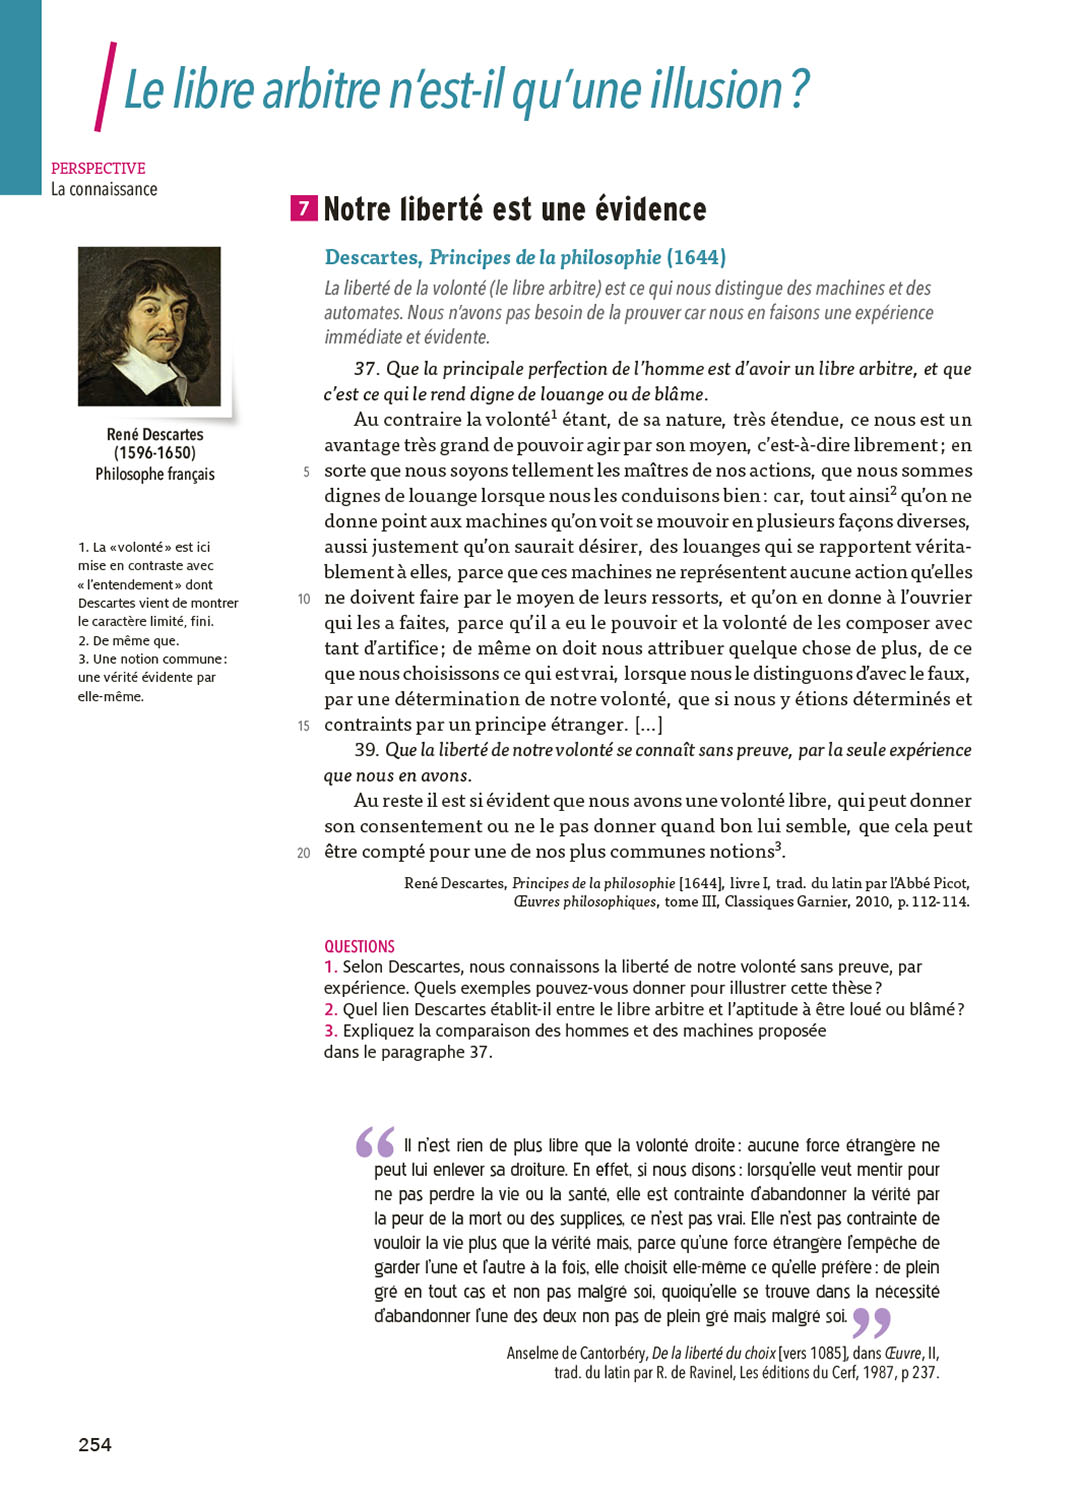 Le libre arbitre n’est-il qu’une illusion ?
PERSPECTIVE
La connaissance
7 Notre liberté est une évidence
Descartes, Principes de la philosophie (1644)
La liberté de la volonté (le libre arbitre) est ce qui nous distingue des machines et des
automates. Nous n’avons pas besoin de la prouver car nous en faisons une expérience
immédiate et évidente.
37. Que la principale perfection de l’homme est d’avoir un libre arbitre, et que
c’est ce qui le rend digne de louange ou de blâme.
Au contraire la volonté1 étant, de sa nature, très étendue, ce nous est un
avantage très grand de pouvoir agir par son moyen, c’est-à-dire librement ; en
5 sorte que nous soyons tellement les maîtres de nos actions, que nous sommes
dignes de louange lorsque nous les conduisons bien : car, tout ainsi2 qu’on ne
donne point aux machines qu’on voit se mouvoir en plusieurs façons diverses,
aussi justement qu’on saurait désirer, des louanges qui se rapportent vérita-
blement à elles, parce que ces machines ne représentent aucune action qu’elles
10 ne doivent faire par le moyen de leurs ressorts, et qu’on en donne à l’ouvrier
qui les a faites, parce qu’il a eu le pouvoir et la volonté de les composer avec
tant d’artifice ; de même on doit nous attribuer quelque chose de plus, de ce
que nous choisissons ce qui est vrai, lorsque nous le distinguons d’avec le faux,
par une détermination de notre volonté, que si nous y étions déterminés et
15 contraints par un principe étranger. [...]
39. Que la liberté de notre volonté se connaît sans preuve, par la seule expérience
que nous en avons.
Au reste il est si évident que nous avons une volonté libre, qui peut donner
son consentement ou ne le pas donner quand bon lui semble, que cela peut
20 être compté pour une de nos plus communes notions3.
René Descartes, Principes de la philosophie [1644], livre I, trad. du latin par l’Abbé Picot,
Œuvres philosophiques, tome III, Classiques Garnier, 2010, p. 112-114.
René Descartes
(1596-1650)
Philosophe français
1. La « volonté » est ici
mise en contraste avec
« l’entendement » dont
Descartes vient de montrer
le caractère limité, fini.
2. De même que.
3. Une notion commune :
une vérité évidente par
elle-même.
QUESTIONS
1. Selon Descartes, nous connaissons la liberté de notre volonté sans preuve, par
expérience. Quels exemples pouvez-vous donner pour illustrer cette thèse ?
2. Quel lien Descartes établit-il entre le libre arbitre et l’aptitude à être loué ou blâmé ?
3. Expliquez la comparaison des hommes et des machines proposée
dans le paragraphe 37.
“ Il n’est rien de plus libre que la volonté droite : aucune force étrangère ne
peut lui enlever sa droiture. En effet, si nous disons : lorsqu’elle veut mentir pour
ne pas perdre la vie ou la santé, elle est contrainte d’abandonner la vérité par
la peur de la mort ou des supplices, ce n’est pas vrai. Elle n’est pas contrainte de
vouloir la vie plus que la vérité mais, parce qu’une force étrangère l’empêche de
garder l’une et l’autre à la fois, elle choisit elle-même ce qu’elle préfère : de plein
gré en tout cas et non pas malgré soi, quoiqu’elle se trouve dans la nécessité
d’abandonner l’une des deux non pas de plein gré mais malgré soi. ”
Anselme de Cantorbéry, De la liberté du choix [vers 1085], dans Œuvre, II,
trad. du latin par R. de Ravinel, Les éditions du Cerf, 1987, p 237.
254